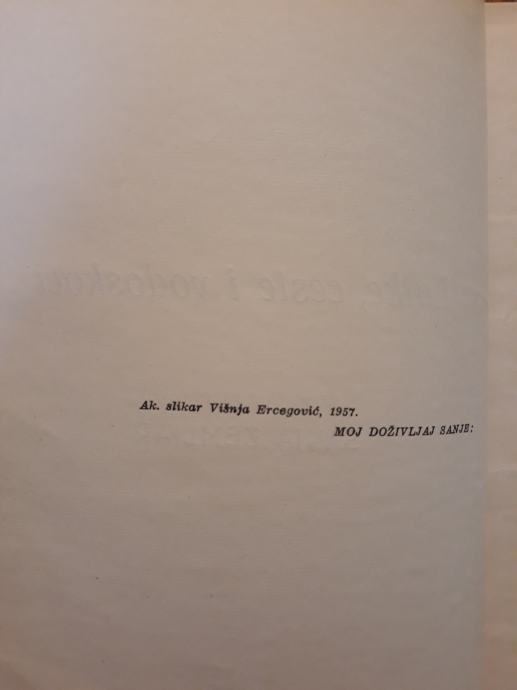 Ak. slikar Višnja Ercegović, 1957.
MOJ DOŽIVLJAJ SANJE: